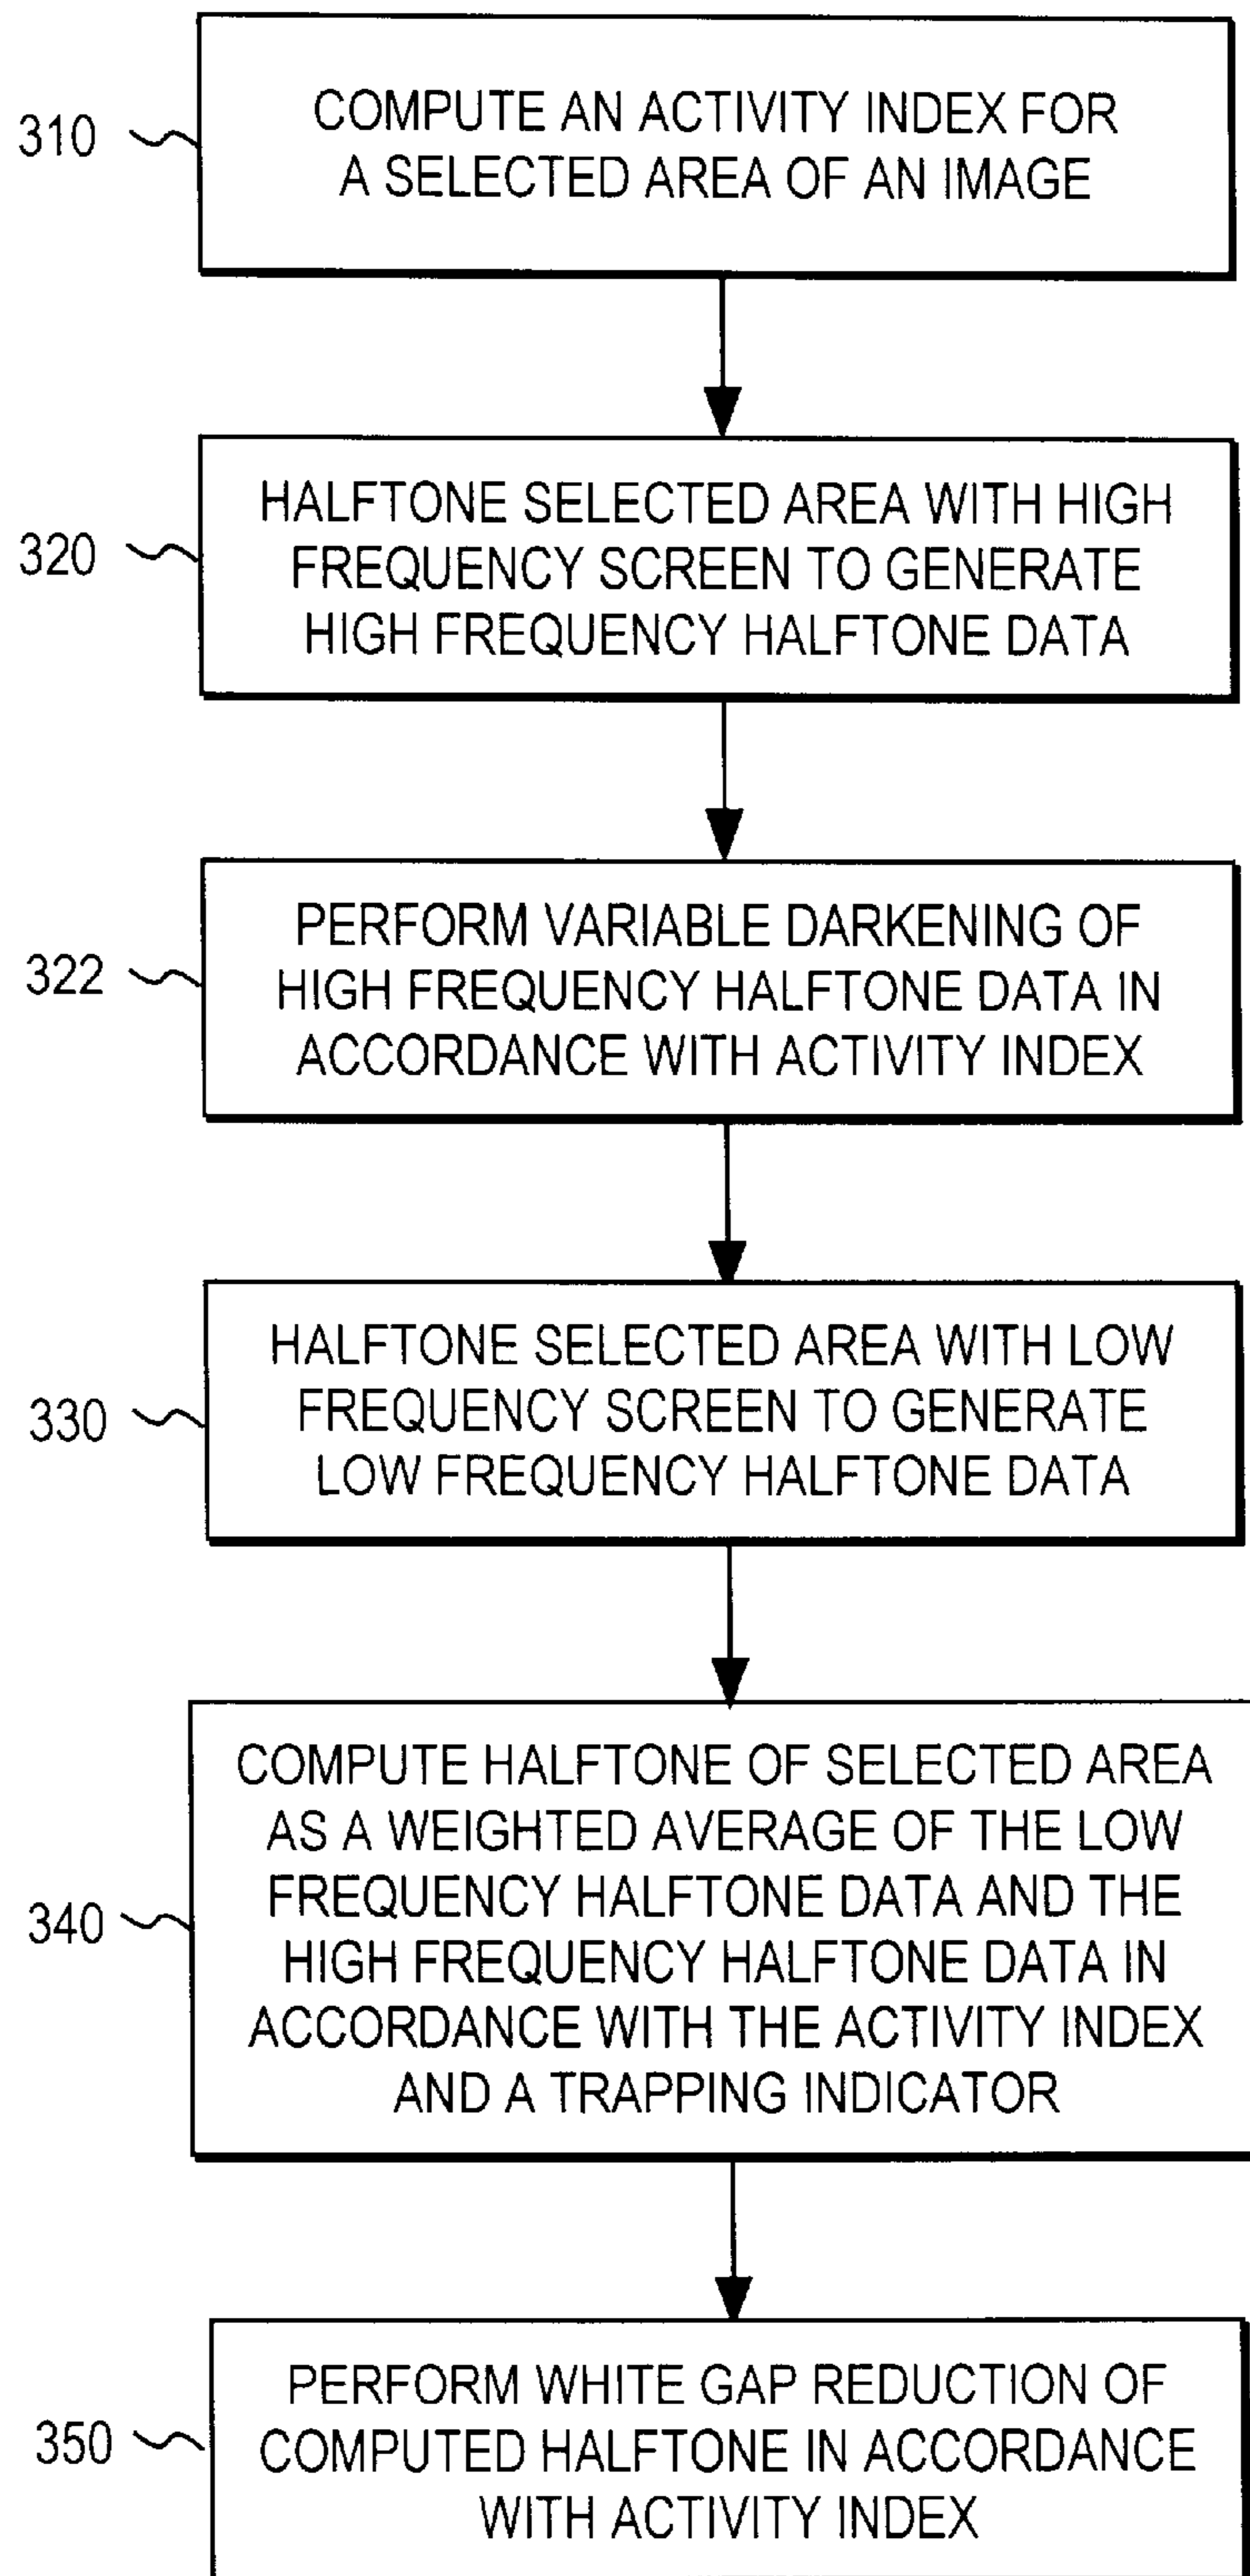 310
COMPUTE AN ACTIVITY INDEX FOR
A SELECTED AREA OF AN IMAGE
320
HALFTONE SELECTED AREA WITH HIGH
FREQUENCY SCREEN TO GENERATE
HIGH FREQUENCY HALFTONE DATA
322
PERFORM VARIABLE DARKENING OF
HIGH FREQUENCY HALFTONE DATA IN
ACCORDANCE WITH ACTIVITY INDEX
330
HALFTONE SELECTED AREA WITH LOW
FREQUENCY SCREEN TO GENERATE
LOW FREQUENCY HALFTONE DATA
340
COMPUTE HALFTONE OF SELECTED AREA
AS A WEIGHTED AVERAGE OF THE LOW
FREQUENCY HALFTONE DATA AND THE
HIGH FREQUENCY HALFTONE DATA IN
ACCORDANCE WITH THE ACTIVITY INDEX
AND A TRAPPING INDICATOR
350
PERFORM WHITE GAP REDUCTION OF
COMPUTED HALFTONE IN ACCORDANCE
WITH ACTIVITY INDEX